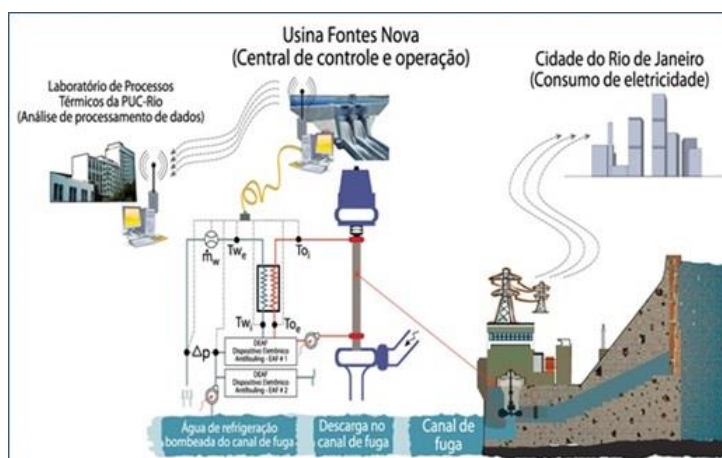 Usina Fontes Nova
(Central de controle e operação)
Cidade do Rio de Janeiro
(Consumo de eletricidade)
Laboratório de Processos
Térmicos da PUC-Rio
(Análise de processamento de dados)
ṁw
Twe
Toi
Twi
Toe
Δp
DEAF
Dispositivo Eletrônico
Antifouling - EAF # 1
DEAF
Dispositivo Eletrônico
Antifouling - EAF # 2
Água de refrigeração
bombeada do canal de fuga
Descarga no
canal de fuga
Canal de
fuga